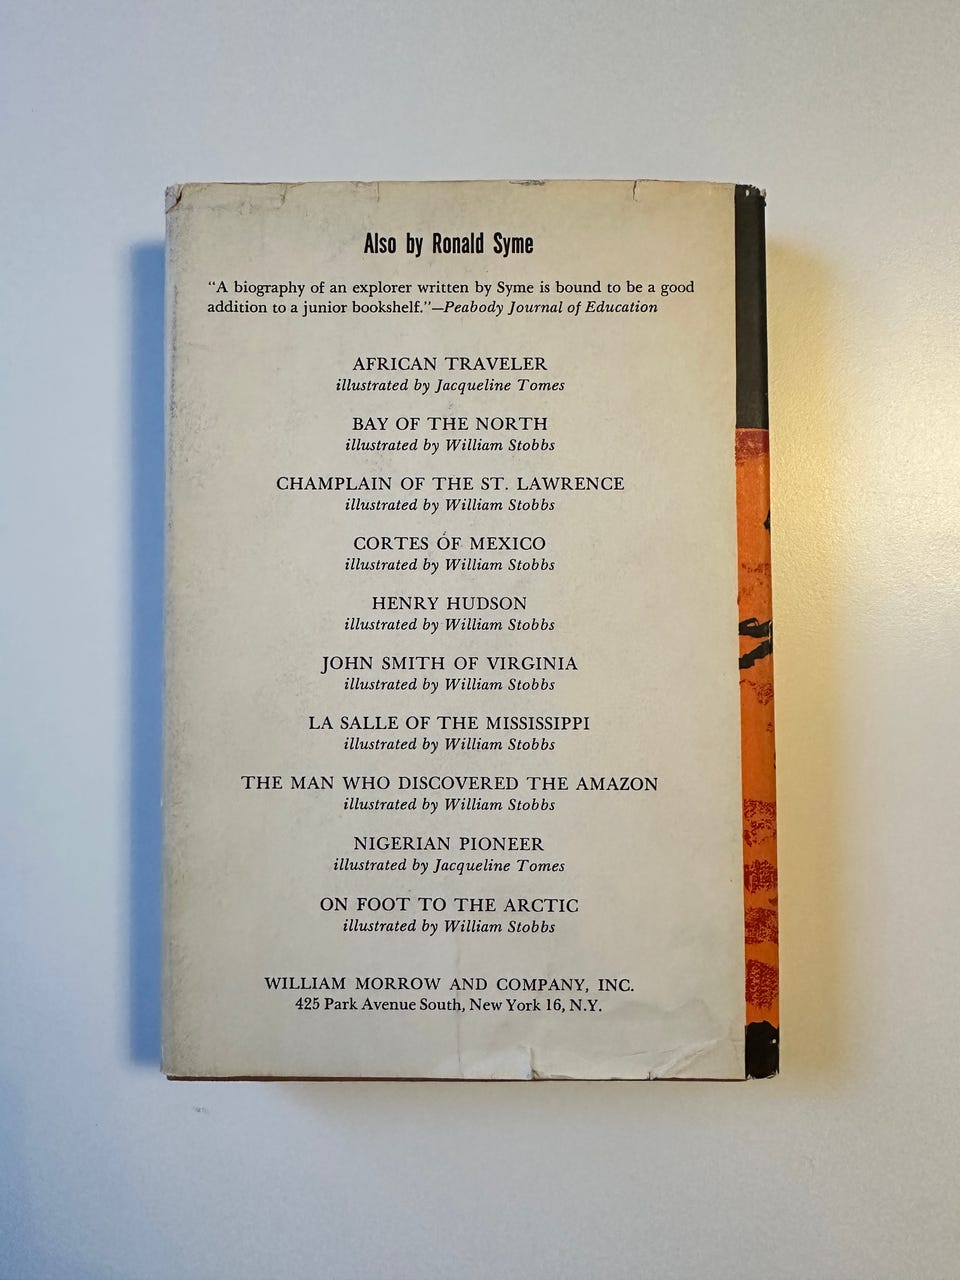 Also by Ronald Syme
"A biography of an explorer written by Syme is bound to be a good
addition to a junior bookshelf."—Peabody Journal of Education
AFRICAN TRAVELER
illustrated by Jacqueline Tomes
BAY OF THE NORTH
illustrated by William Stobbs
CHAMPLAIN OF THE ST. LAWRENCE
illustrated by William Stobbs
CORTES OF MEXICO
illustrated by William Stobbs
HENRY HUDSON
illustrated by William Stobbs
JOHN SMITH OF VIRGINIA
illustrated by William Stobbs
LA SALLE OF THE MISSISSIPPI
illustrated by William Stobbs
THE MAN WHO DISCOVERED THE AMAZON
illustrated by William Stobbs
NIGERIAN PIONEER
illustrated by Jacqueline Tomes
ON FOOT TO THE ARCTIC
illustrated by William Stobbs
WILLIAM MORROW AND COMPANY, INC.
425 Park Avenue South, New York 16, N.Y.